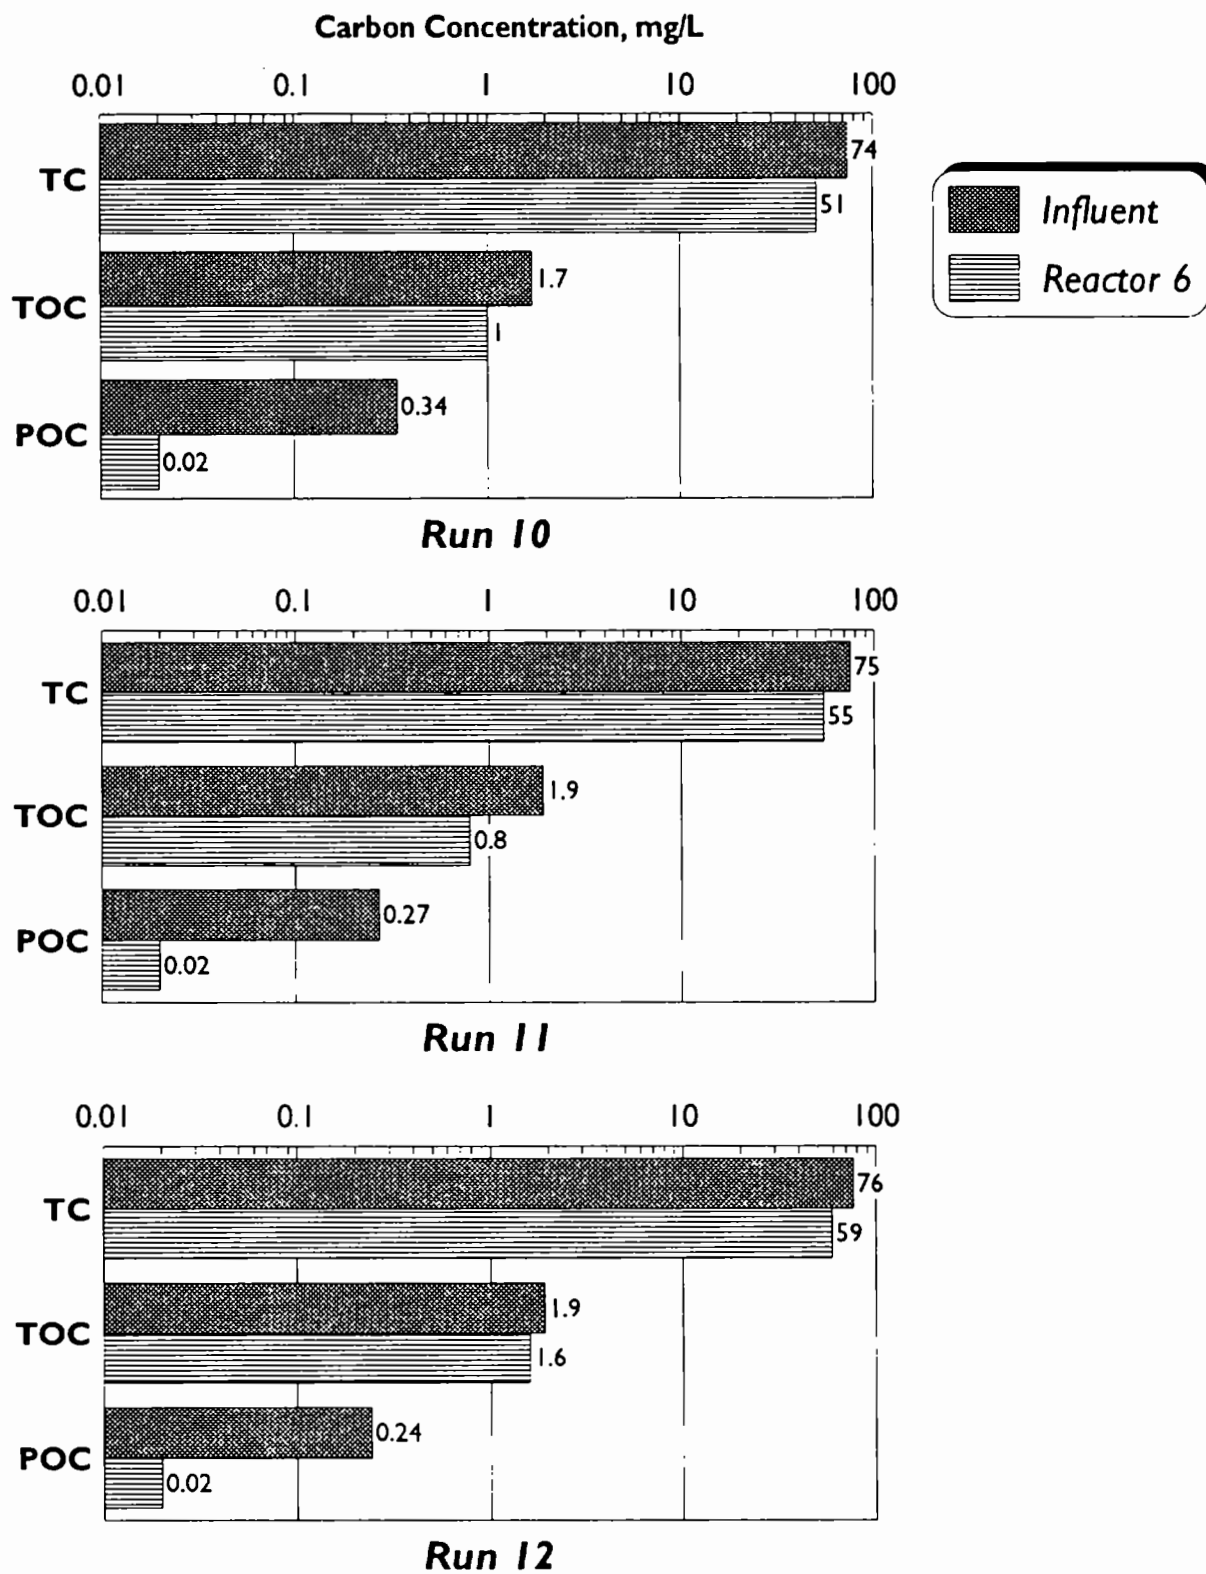 Carbon Concentration, mg/L
0.01 0.1 1 10 100
TC 74
51
TOC 1.7
1
POC 0.34
0.02
Run 10
Influent
Reactor 6
0.01 0.1 1 10 100
TC 75
55
TOC 1.9
0.8
POC 0.27
0.02
Run 11
0.01 0.1 1 10 100
TC 76
59
TOC 1.9
1.6
POC 0.24
0.02
Run 12